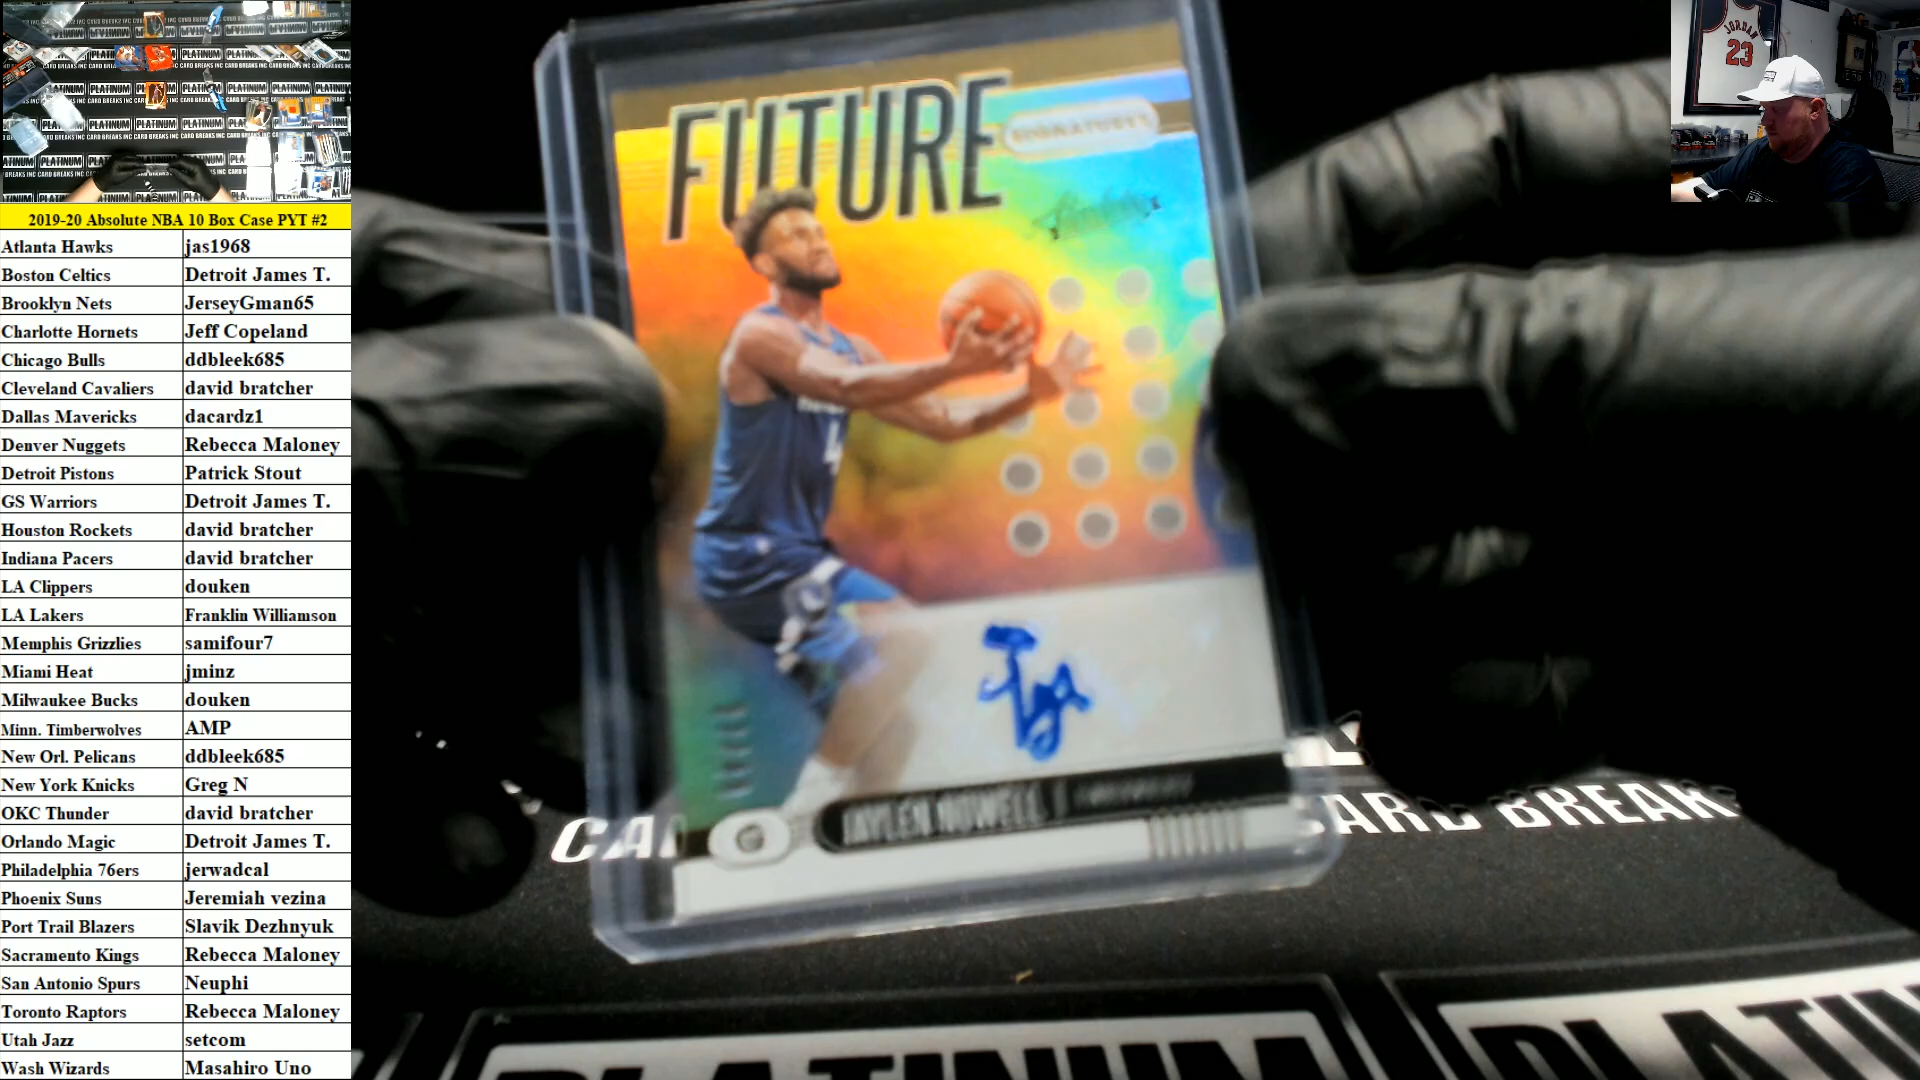 2019-20 Absolute NBA 10 Box Case PYT #2
Atlanta Hawks jas1968
Boston Celtics Detroit James T.
Brooklyn Nets JerseyGman65
Charlotte Hornets Jeff Copeland
Chicago Bulls ddbleek685
Cleveland Cavaliers david bratcher
Dallas Mavericks dacardz1
Denver Nuggets Rebecca Maloney
Detroit Pistons Patrick Stout
GS Warriors Detroit James T.
Houston Rockets david bratcher
Indiana Pacers david bratcher
LA Clippers douken
LA Lakers Franklin Williamson
Memphis Grizzlies samifour7
Miami Heat jminz
Milwaukee Bucks douken
Minn. Timberwolves AMP
New Orl. Pelicans ddbleek685
New York Knicks Greg N
OKC Thunder david bratcher
Orlando Magic Detroit James T.
Philadelphia 76ers jerwadcal
Phoenix Suns Jeremiah vezina
Port Trail Blazers Slavik Dezhnyuk
Sacramento Kings Rebecca Maloney
San Antonio Spurs Neuphi
Toronto Raptors Rebecca Maloney
Utah Jazz setcom
Wash Wizards Masahiro Uno
FUTURE
SIGNATURES
JAYLEN NOWELL
CARD BREAK
PLATINUM
PLATIN
JORDAN
23